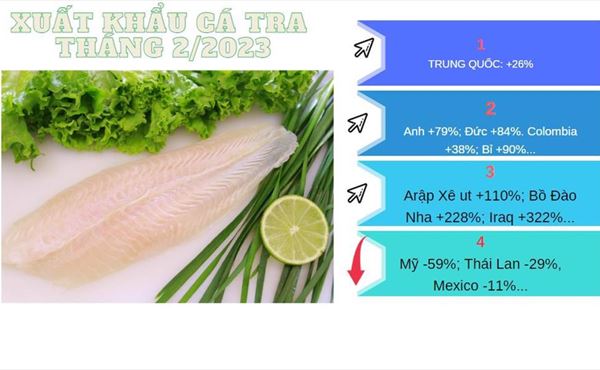 XUẤT KHẨU CÁ TRA
THÁNG 2/2023
1
TRUNG QUỐC: +26%
2
Anh +79%; Đức +84%. Colombia
+38%; Bỉ +90%...
3
Arập Xê ut +110%; Bồ Đào
Nha +228%; Iraq +322%...
4
Mỹ -59%; Thái Lan -29%,
Mexico -11%...